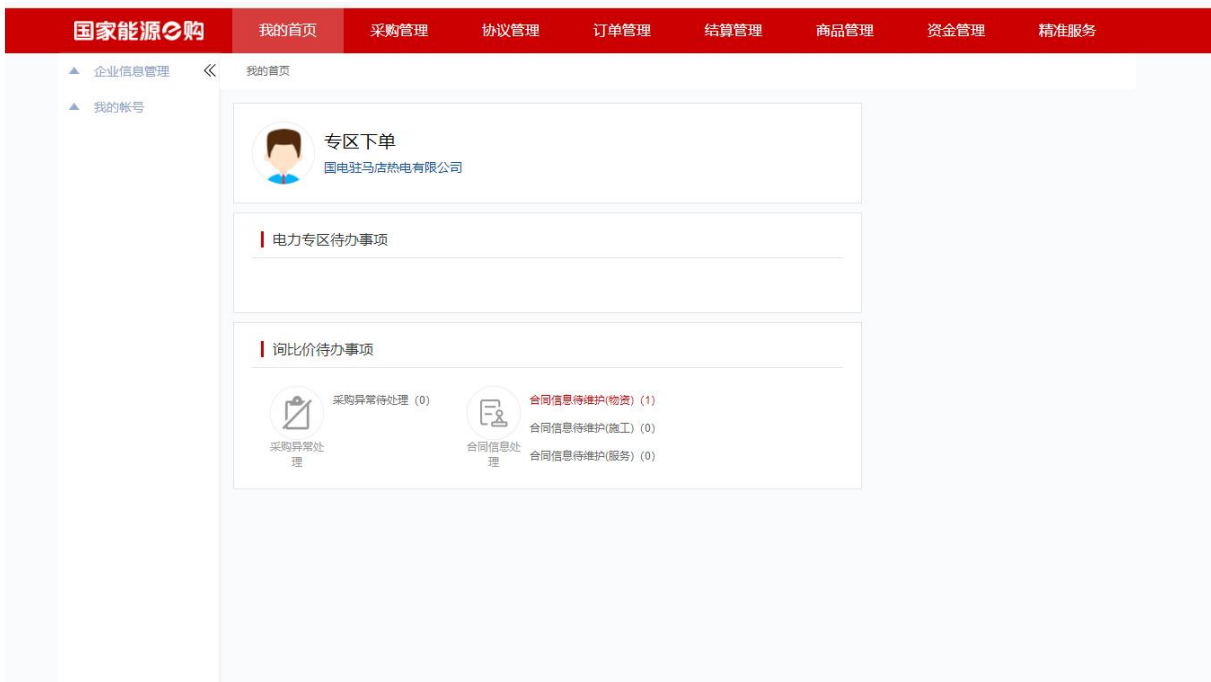 国家能源e购 我的首页 采购管理 协议管理 订单管理 结算管理 商品管理 资金管理 精准服务
企业信息管理
我的首页
我的帐号
专区下单
国电驻马店热电有限公司
电力专区待办事项
询比价待办事项
采购异常待处理 (0)
采购异常处
理
合同信息处
理
合同信息待维护(物资) (1)
合同信息待维护(施工) (0)
合同信息待维护(服务) (0)